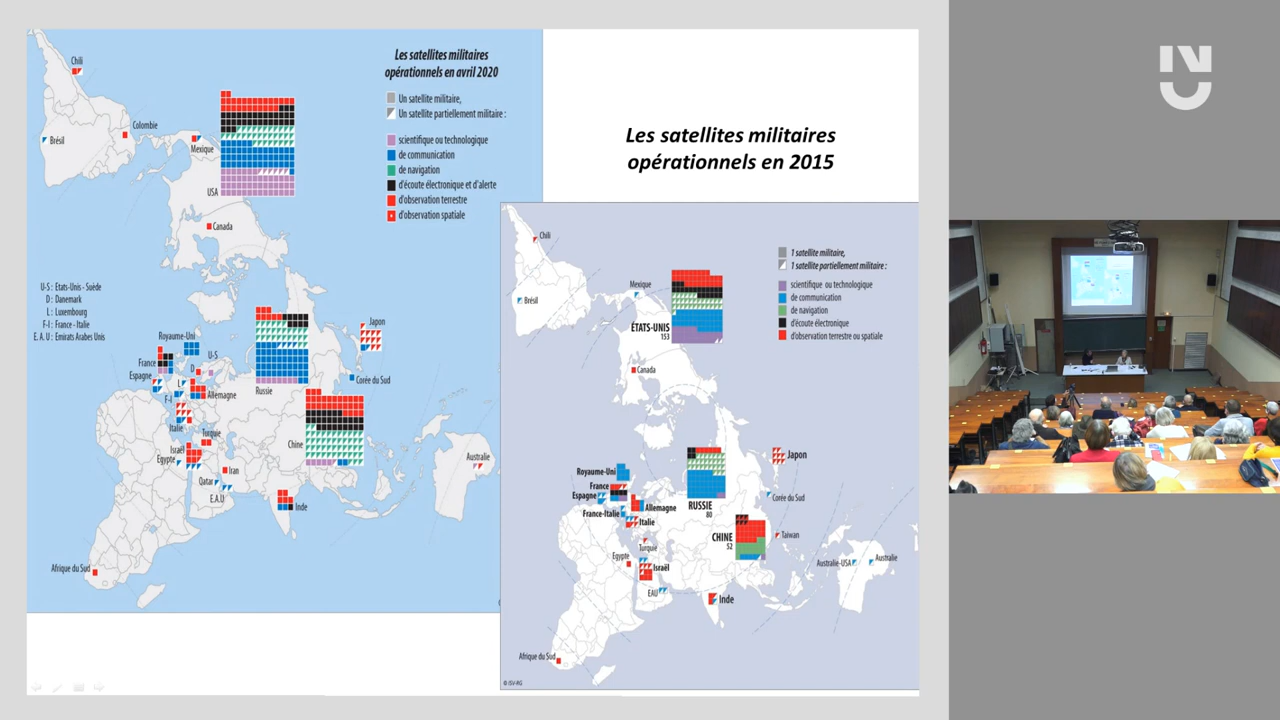 Les satellites militaires
opérationnels en avril 2020
Un satellite militaire,
Un satellite partiellement militaire :
scientifique ou technologique
de communication
de navigation
d'écoute électronique et d'alerte
d'observation terrestre
d'observation spatiale
Chili
Brésil
Colombie
Mexique
USA
Canada
U-S : Etats-Unis - Suède
D : Danemark
L : Luxembourg
F-I : France - Italie
E. A. U : Emirats Arabes Unis
Royaume-Uni
France
Espagne
U-S
D
L
F-I
Allemagne
Italie
Turquie
Israël
Egypte
Qatar
E.A.U
Iran
Inde
Russie
Chine
Japon
Corée du Sud
Australie
Afrique du Sud
Les satellites militaires
opérationnels en 2015
1 satellite militaire,
1 satellite partiellement militaire :
scientifique ou technologique
de communication
de navigation
d'écoute électronique
d'observation terrestre ou spatiale
Chili
Brésil
Mexique
ÉTATS-UNIS
153
Canada
Royaume-Uni
France
Espagne
France-Italie
Allemagne
Italie
Turquie
Egypte
Israël
EAU
Inde
RUSSIE
80
CHINE
52
Japon
Corée du Sud
Taiwan
Australie-USA
Australie
Afrique du Sud
© ISV-RG
NU